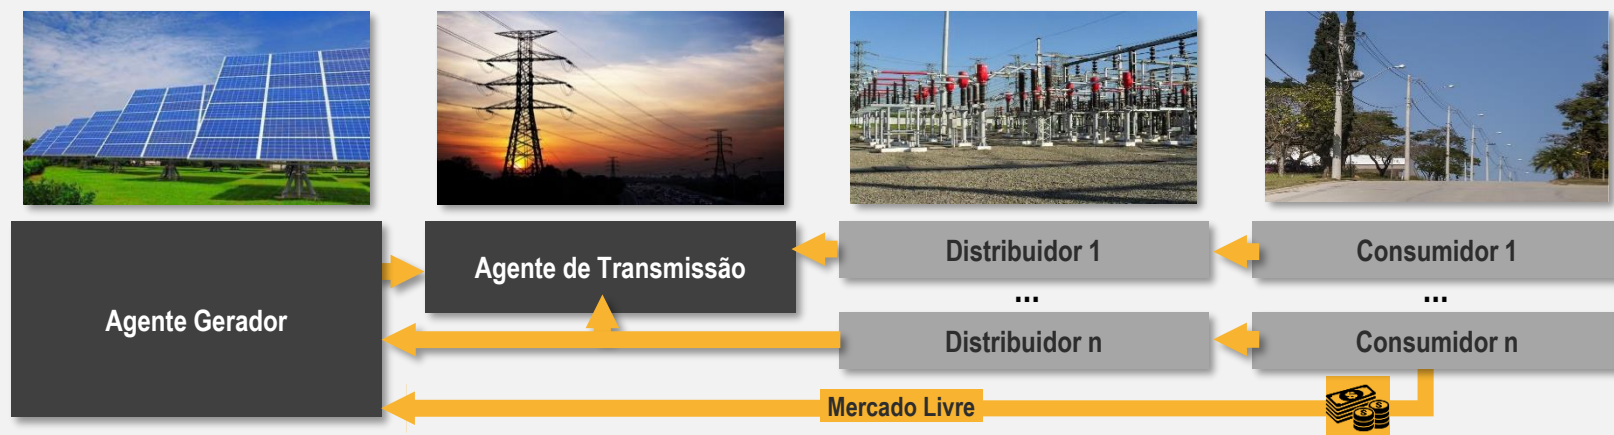 Agente Gerador
Agente de Transmissão
Distribuidor 1
...
Distribuidor n
Consumidor 1
...
Consumidor n
Mercado Livre